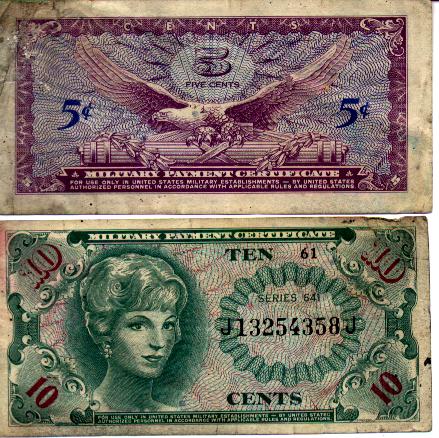 CENTS
5
FIVE CENTS
5¢ 5¢
MILITARY PAYMENT CERTIFICATE
FOR USE ONLY IN UNITED STATES MILITARY ESTABLISHMENTS — BY UNITED STATES
AUTHORIZED PERSONNEL IN ACCORDANCE WITH APPLICABLE RULES AND REGULATIONS
MILITARY PAYMENT CERTIFICATE
10 TEN 61 10
SERIES 641
J13254358J
10 CENTS 10
FOR USE ONLY IN UNITED STATES MILITARY ESTABLISHMENTS — BY UNITED STATES
AUTHORIZED PERSONNEL IN ACCORDANCE WITH APPLICABLE RULES AND REGULATIONS